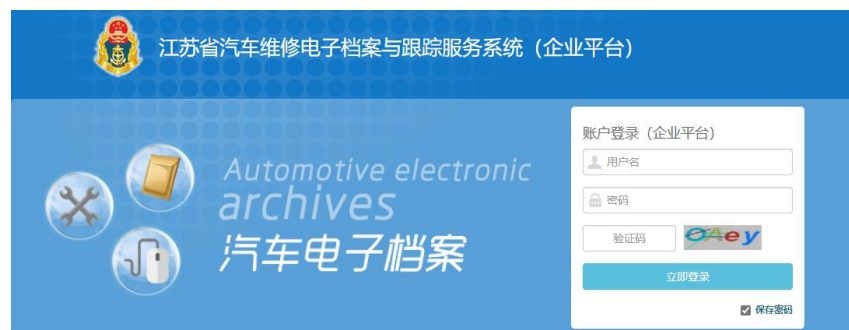 江苏省汽车维修电子档案与跟踪服务系统（企业平台）
Automotive electronic
archives
汽车电子档案
账户登录（企业平台）
用户名
密码
验证码 OAey
立即登录
保存密码